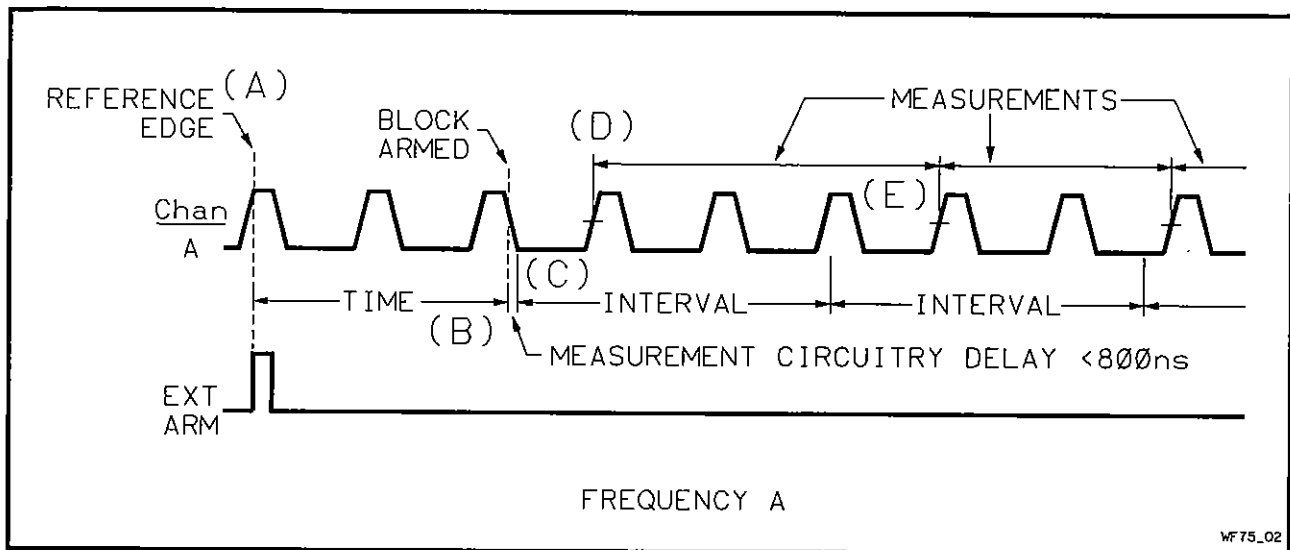 REFERENCE (A)
EDGE
BLOCK
ARMED
(D)
MEASUREMENTS
(E)
Chan
A
(C)
TIME
INTERVAL
INTERVAL
(B)
MEASUREMENT CIRCUITRY DELAY <800ns
EXT
ARM
FREQUENCY A
WF75_02